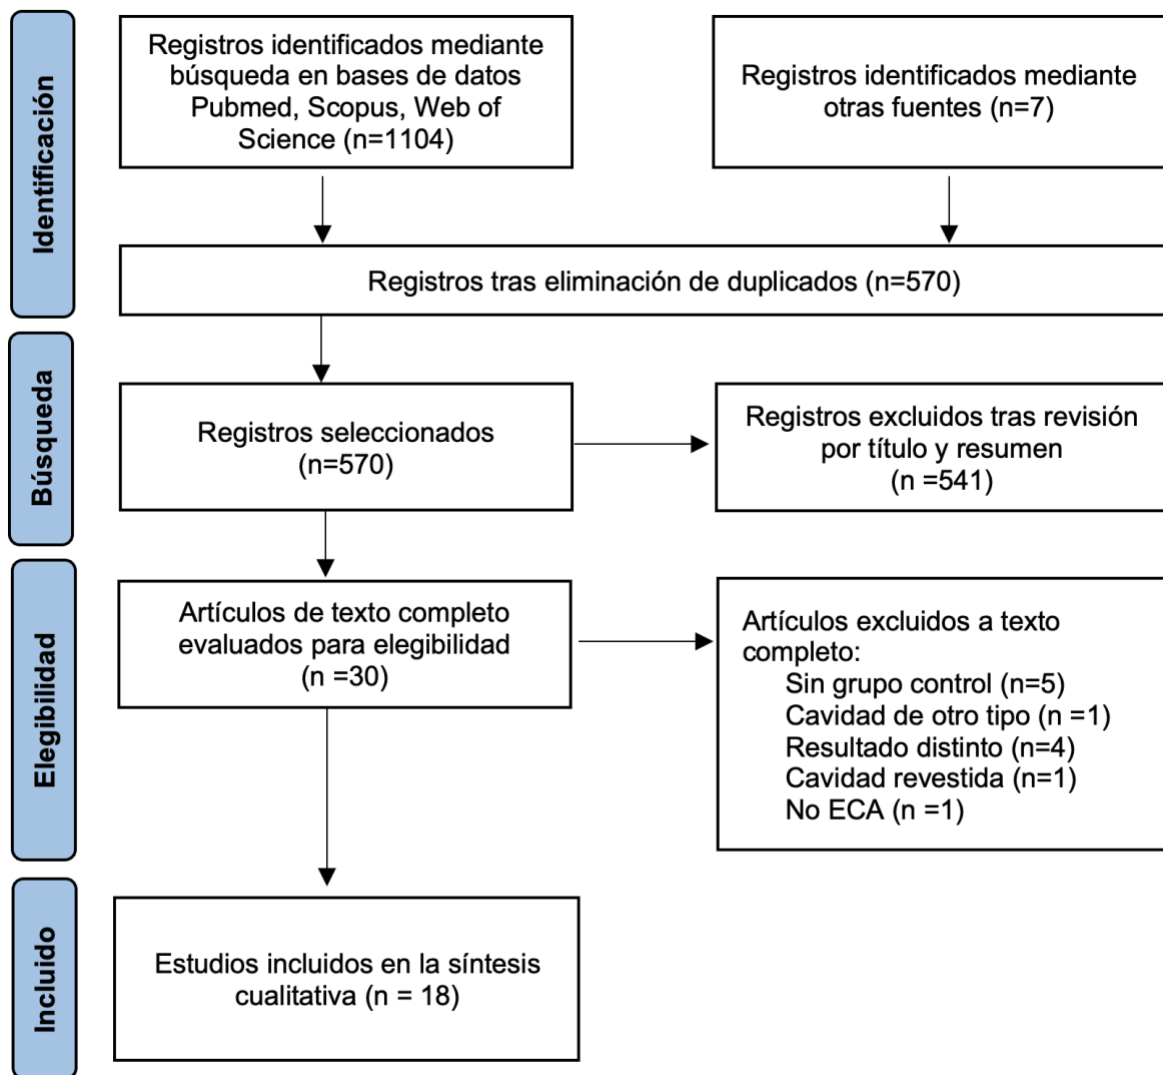 Identificación
Registros identificados mediante
búsqueda en bases de datos
Pubmed, Scopus, Web of
Science (n=1104)
Registros identificados mediante
otras fuentes (n=7)
Registros tras eliminación de duplicados (n=570)
Búsqueda
Registros seleccionados
(n=570)
Registros excluidos tras revisión
por título y resumen
(n =541)
Elegibilidad
Artículos de texto completo
evaluados para elegibilidad
(n =30)
Artículos excluidos a texto
completo:
Sin grupo control (n=5)
Cavidad de otro tipo (n =1)
Resultado distinto (n=4)
Cavidad revestida (n=1)
No ECA (n =1)
Incluido
Estudios incluidos en la síntesis
cualitativa (n = 18)